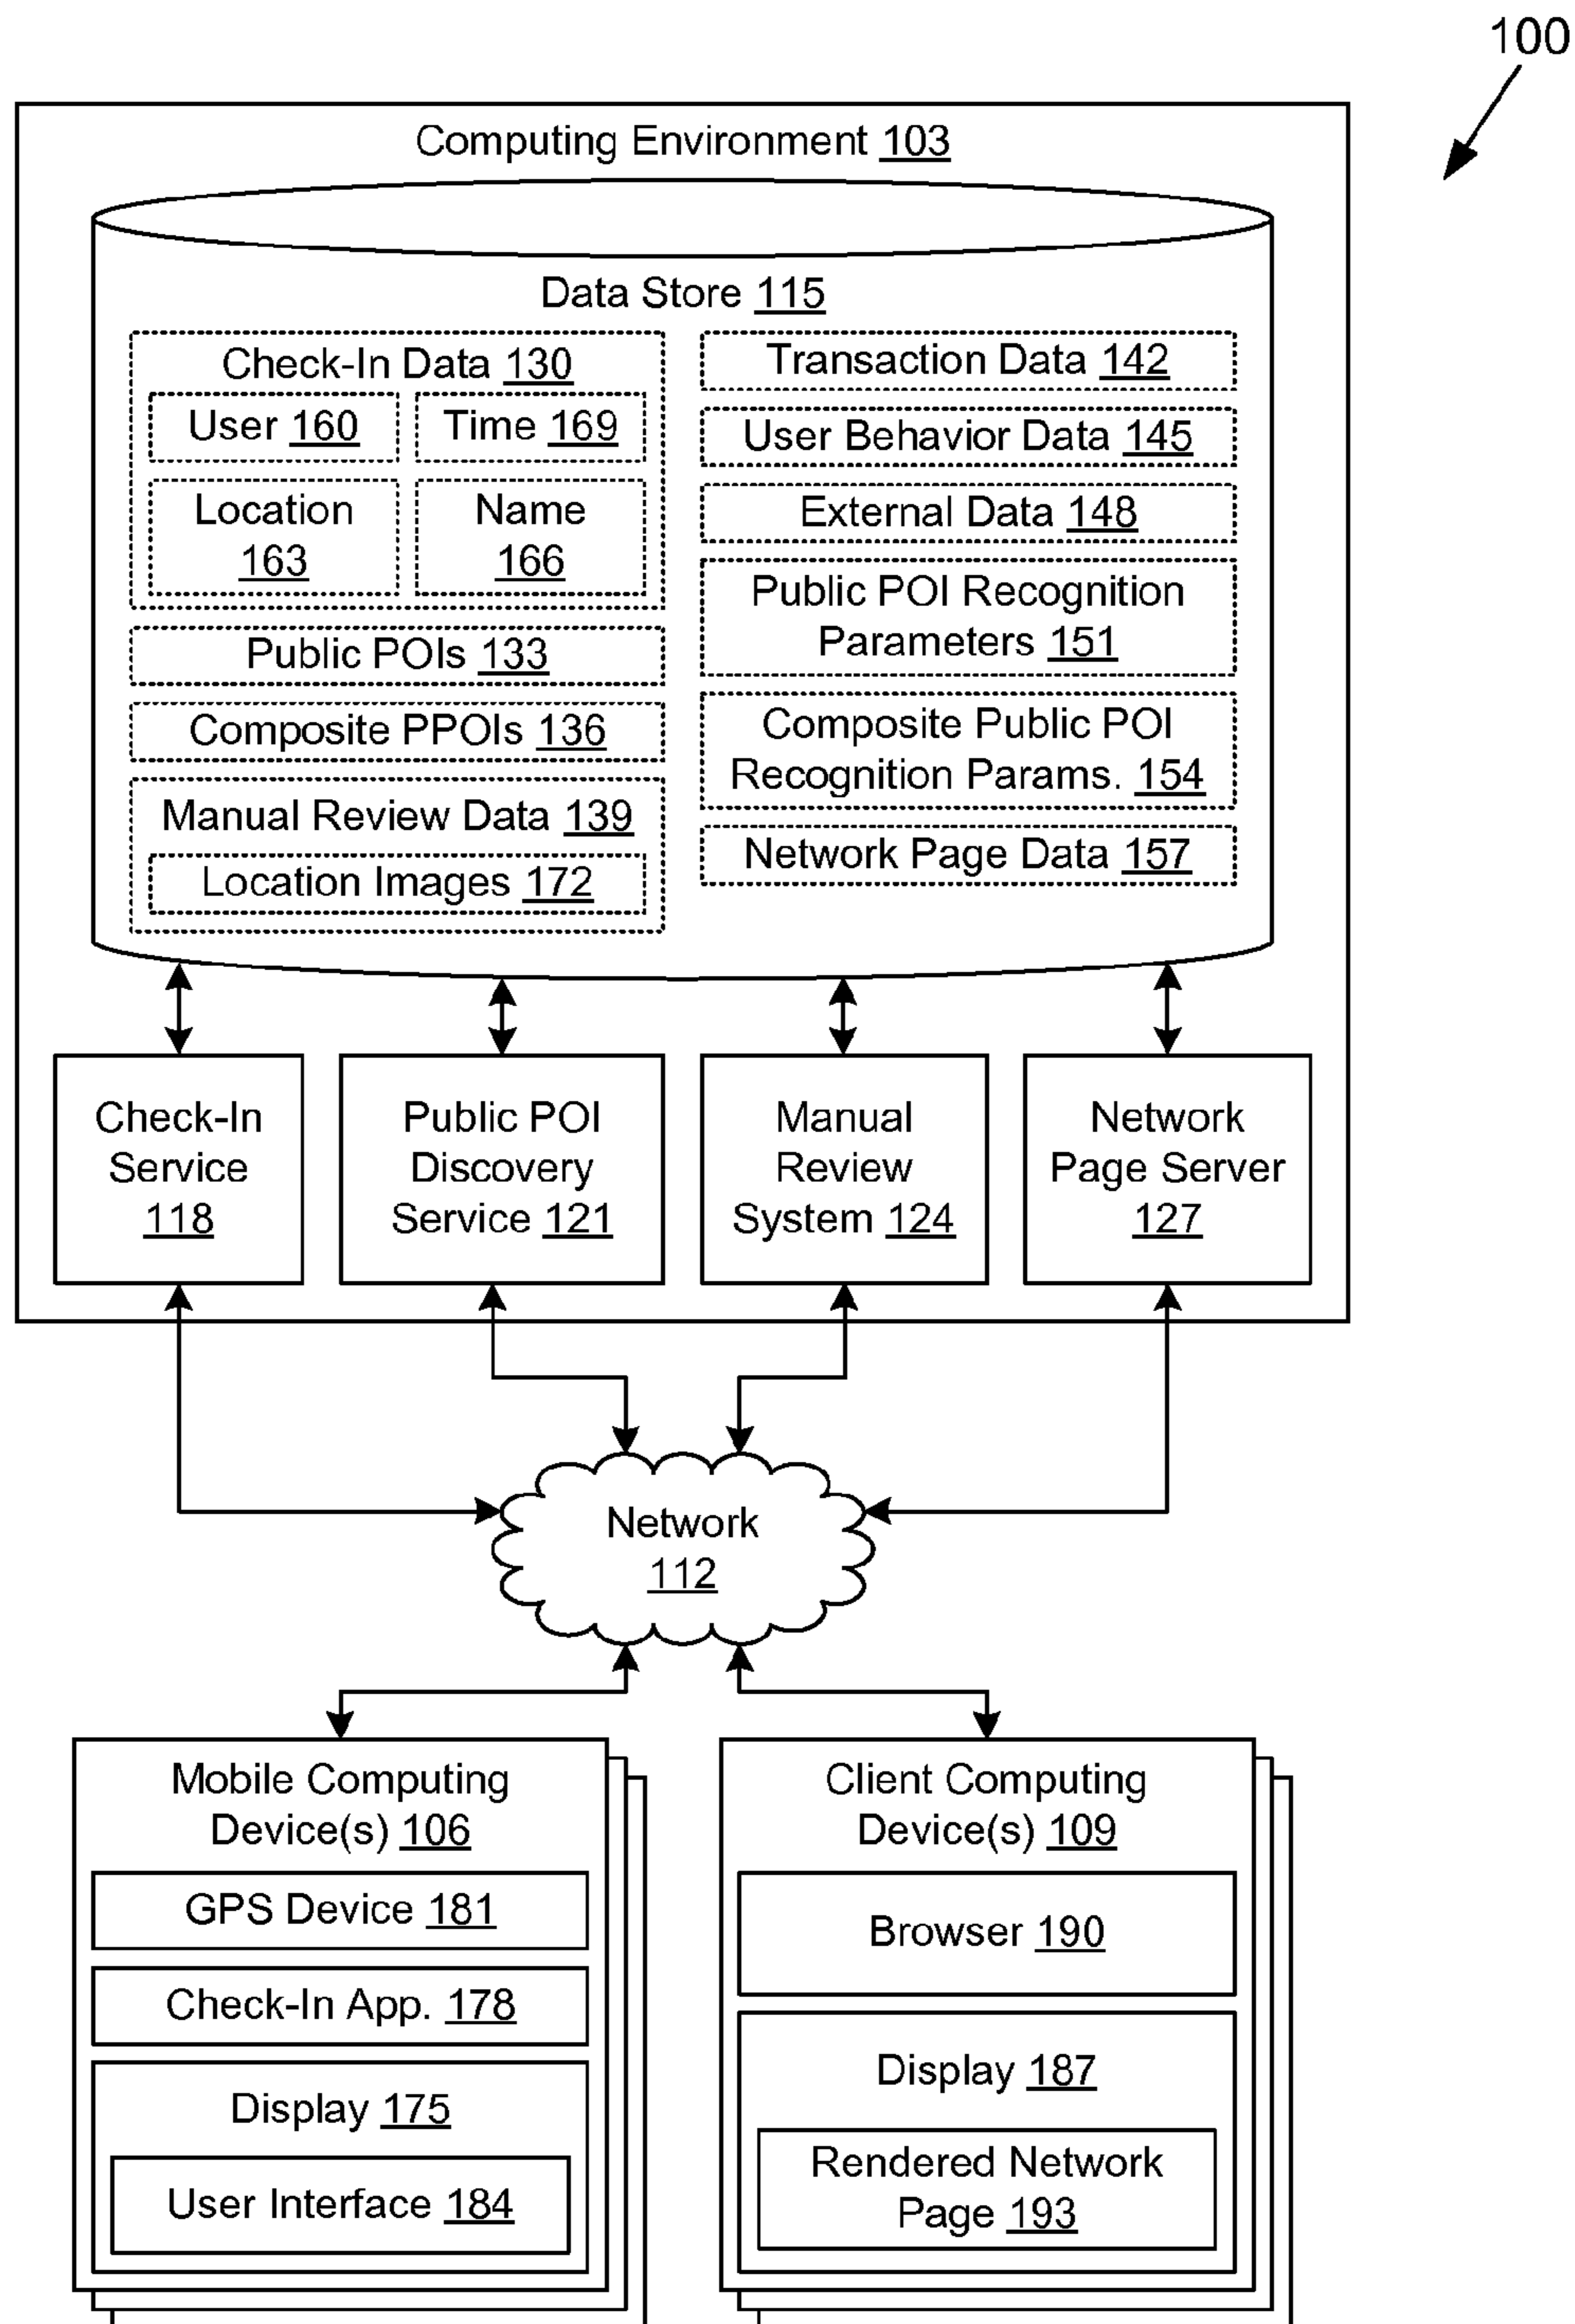 100
Computing Environment 103
Data Store 115
Check-In Data 130
User 160
Time 169
Location
163
Name
166
Public POIs 133
Composite PPOIs 136
Manual Review Data 139
Location Images 172
Transaction Data 142
User Behavior Data 145
External Data 148
Public POI Recognition
Parameters 151
Composite Public POI
Recognition Params. 154
Network Page Data 157
Check-In
Service
118
Public POI
Discovery
Service 121
Manual
Review
System 124
Network
Page Server
127
Network
112
Mobile Computing
Device(s) 106
GPS Device 181
Check-In App. 178
Display 175
User Interface 184
Client Computing
Device(s) 109
Browser 190
Display 187
Rendered Network
Page 193